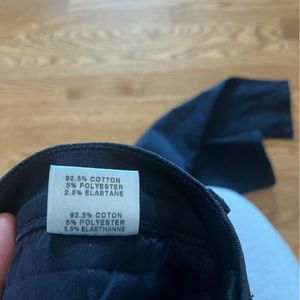 92.5% COTTON
5% POLYESTER
2.5% ELASTANE
92.5% COTON
5% POLYESTER
2.5% ELASTHANNE